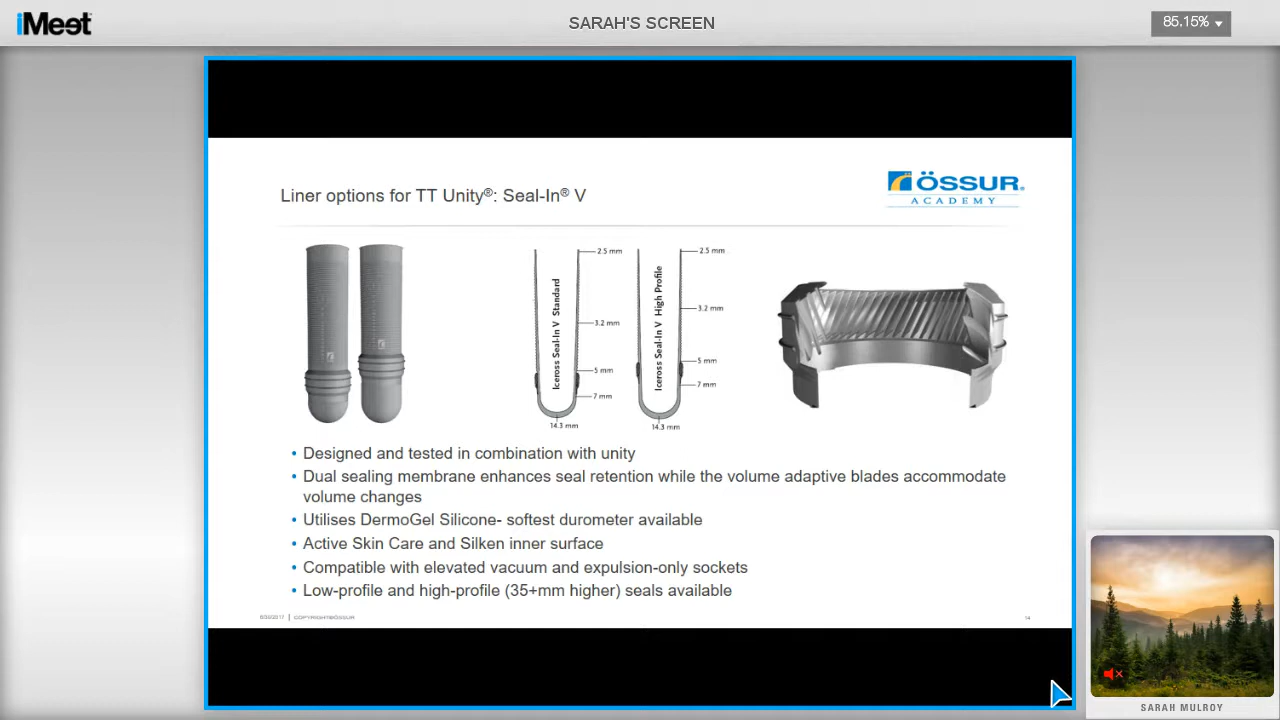 iMeet
SARAH'S SCREEN
85.15%
Liner options for TT Unity®: Seal-In® V
ÖSSUR®
ACADEMY
2.5 mm
3.2 mm
5 mm
7 mm
14.3 mm
Iceross Seal-In V Standard
2.5 mm
3.2 mm
5 mm
7 mm
14.3 mm
Iceross Seal-In V High Profile
• Designed and tested in combination with unity
• Dual sealing membrane enhances seal retention while the volume adaptive blades accommodate
volume changes
• Utilises DermoGel Silicone- softest durometer available
• Active Skin Care and Silken inner surface
• Compatible with elevated vacuum and expulsion-only sockets
• Low-profile and high-profile (35+mm higher) seals available
COPYRIGHT©ÖSSUR
14
SARAH MULROY